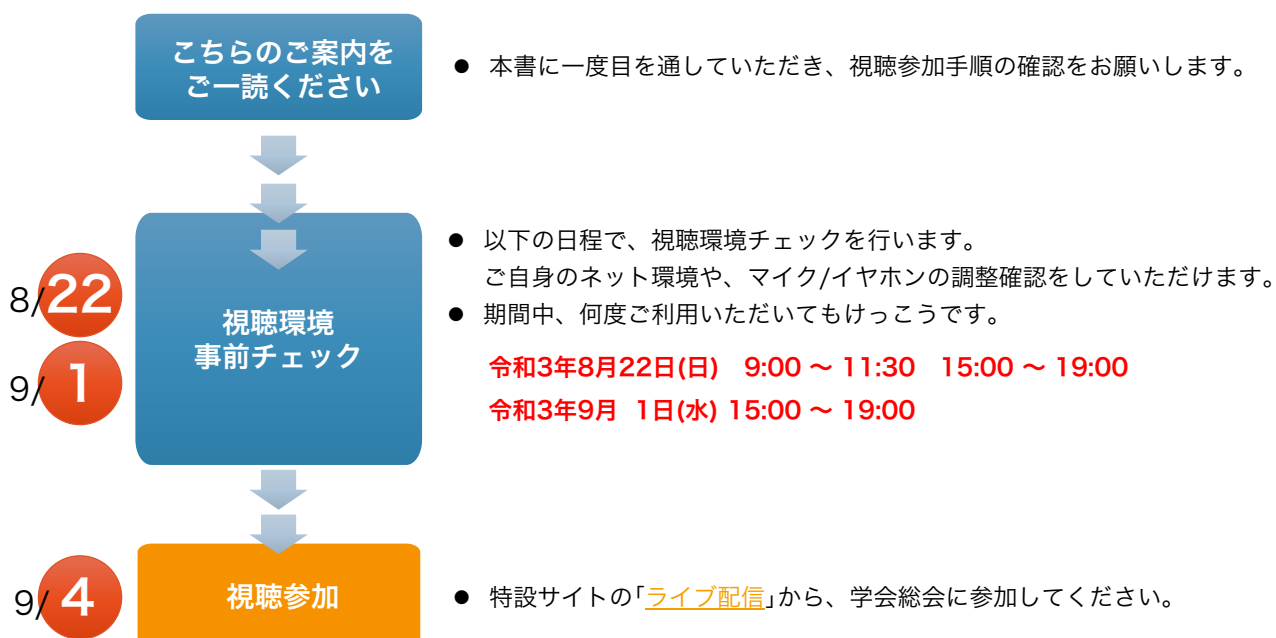 こちらのご案内を
ご一読ください
● 本書に一度目を通していただき、視聴参加手順の確認をお願いします。
8/22
9/1
視聴環境
事前チェック
● 以下の日程で、視聴環境チェックを行います。
ご自身のネット環境や、マイク/イヤホンの調整確認をしていただけます。
● 期間中、何度ご利用いただいてもけっこうです。
令和3年8月22日(日) 9:00 ～ 11:30 15:00 ～ 19:00
令和3年9月 1日(水) 15:00 ～ 19:00
9/4
視聴参加
● 特設サイトの｢ライブ配信｣から、学会総会に参加してください。